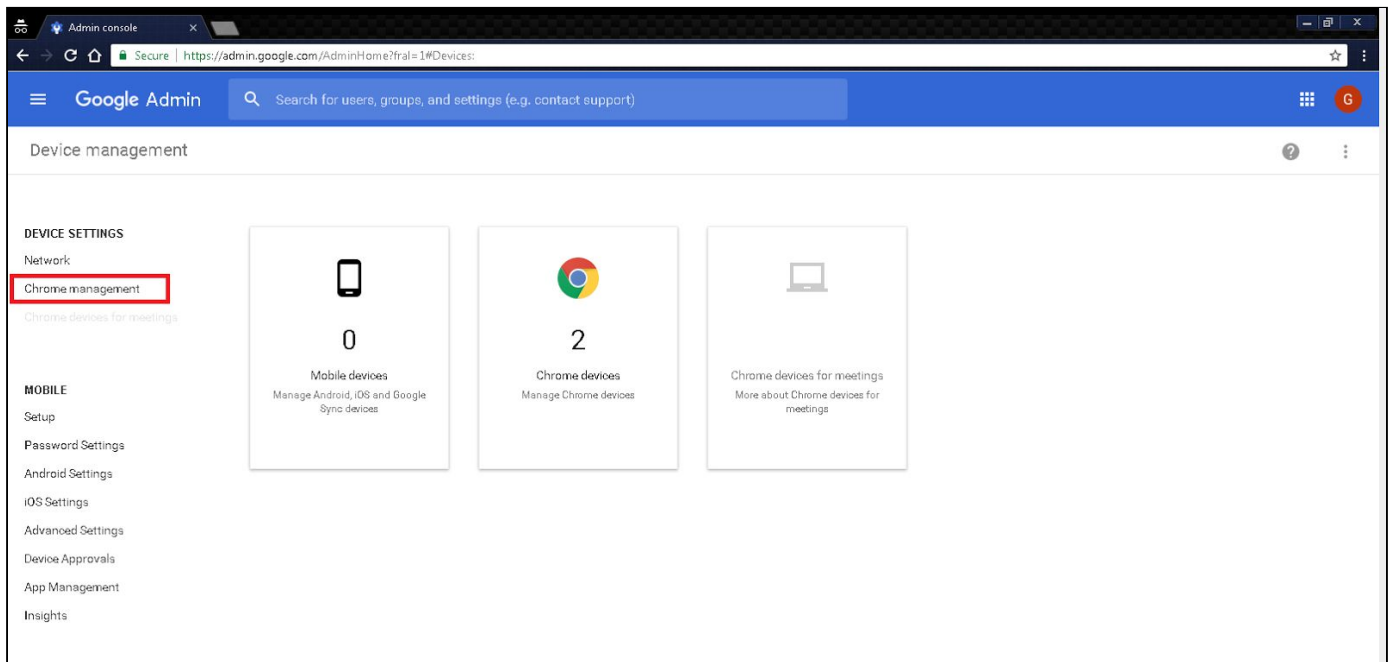 Admin console
Secure | https://admin.google.com/AdminHome?fral=1#Devices:
Google Admin
Search for users, groups, and settings (e.g. contact support)
G
Device management
DEVICE SETTINGS
Network
Chrome management
Chrome devices for meetings
MOBILE
Setup
Password Settings
Android Settings
iOS Settings
Advanced Settings
Device Approvals
App Management
Insights
0
Mobile devices
Manage Android, iOS and Google
Sync devices
2
Chrome devices
Manage Chrome devices
Chrome devices for meetings
More about Chrome devices for
meetings